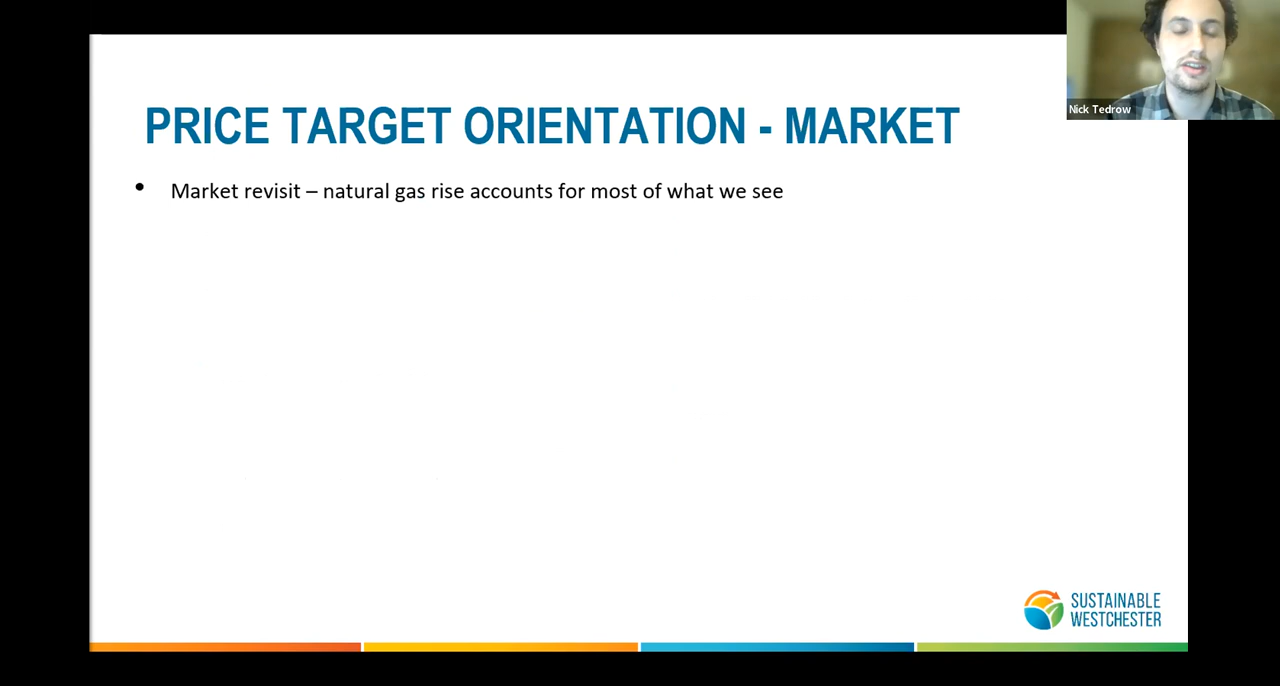 PRICE TARGET ORIENTATION - MARKET
• Market revisit – natural gas rise accounts for most of what we see
Nick Tedrow
SUSTAINABLE
WESTCHESTER